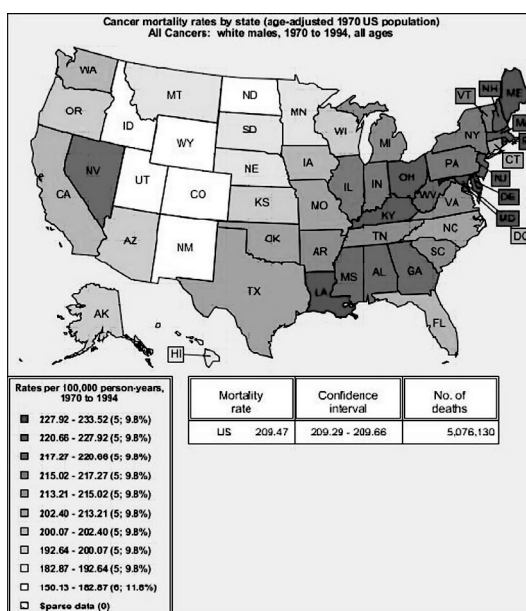 Cancer mortality rates by state (age-adjusted 1970 US population)
All Cancers: white males, 1970 to 1994, all ages
WA
MT
ND
MN
VT
NH
ME
OR
ID
SD
WI
MI
NY
WY
CT
NV
NE
IA
PA
NJ
UT
CO
IL
IN
OH
DE
CA
KS
MO
WV
VA
MD
KY
DC
AZ
NM
OK
AR
TN
NC
SC
TX
LA
MS
AL
GA
AK
FL
HI
Rates per 100,000 person-years,
1970 to 1994
227.92 - 233.52 (5; 9.8%)
220.66 - 227.92 (5; 9.8%)
217.27 - 220.66 (5; 9.8%)
215.02 - 217.27 (5; 9.8%)
213.21 - 215.02 (5; 9.8%)
202.40 - 213.21 (5; 9.8%)
200.07 - 202.40 (5; 9.8%)
192.64 - 200.07 (5; 9.8%)
182.87 - 192.64 (5; 9.8%)
150.13 - 182.87 (6; 11.8%)
Sparse data (0)
Mortality rate Confidence interval No. of deaths
US 209.47 209.29 - 209.66 5,076,130